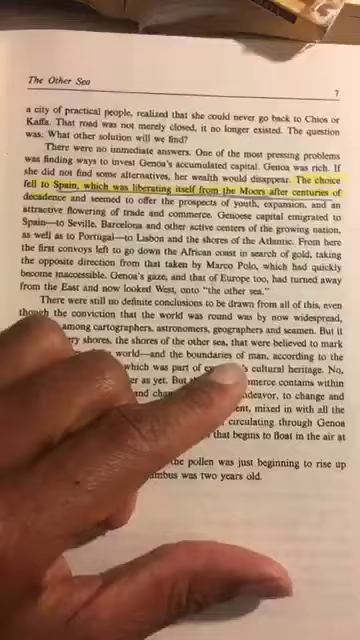 The Other Sea
7
a city of practical people, realized that she could never go back to Chios or
Kaffa. That road was not merely closed, it no longer existed. The question
was. What other solution will we find?
There were no immediate answers. One of the most pressing problems
was finding ways to invest Genoa's accumulated capital. Genoa was rich. If
she did not find some alternatives, her wealth would disappear. The choice
fell to Spain, which was liberating itself from the Moors after centuries of
decadence and seemed to offer the prospects of youth, expansion, and an
attractive flowering of trade and commerce. Genoese capital emigrated to
Spain—to Seville, Barcelona and other active centers of the growing nation,
as well as to Portugal—to Lisbon and the shores of the Atlantic. From here
the first convoys left to go down the African coast in search of gold, taking
the opposite direction from that taken by Marco Polo, which had quickly
become inaccessible. Genoa's gaze, and that of Europe too, had turned away
from the East and now looked West, onto "the other sea."
There were still no definite conclusions to be drawn from all of this, even
though the conviction that the world was round was by now widespread,
among cartographers, astronomers, geographers and seamen. But it
shores, the shores of the other sea, that were believed to mark
world—and the boundaries of man, according to the
which was part of cultural heritage. No,
as yet. But contains within
and to change and
mixed in with all the
circulating through Genoa
that begins to float in the air at
the pollen was just beginning to rise up
was two years old.